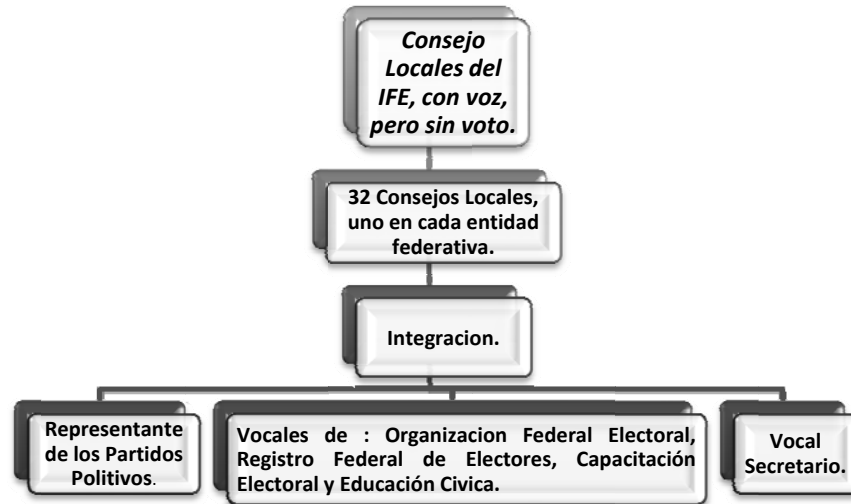 Consejo
Locales del
IFE, con voz,
pero sin voto.
32 Consejos Locales,
uno en cada entidad
federativa.
Integracion.
Representante
de los Partidos
Politivos.
Vocales de : Organizacion Federal Electoral,
Registro Federal de Electores, Capacitación
Electoral y Educación Civica.
Vocal
Secretario.